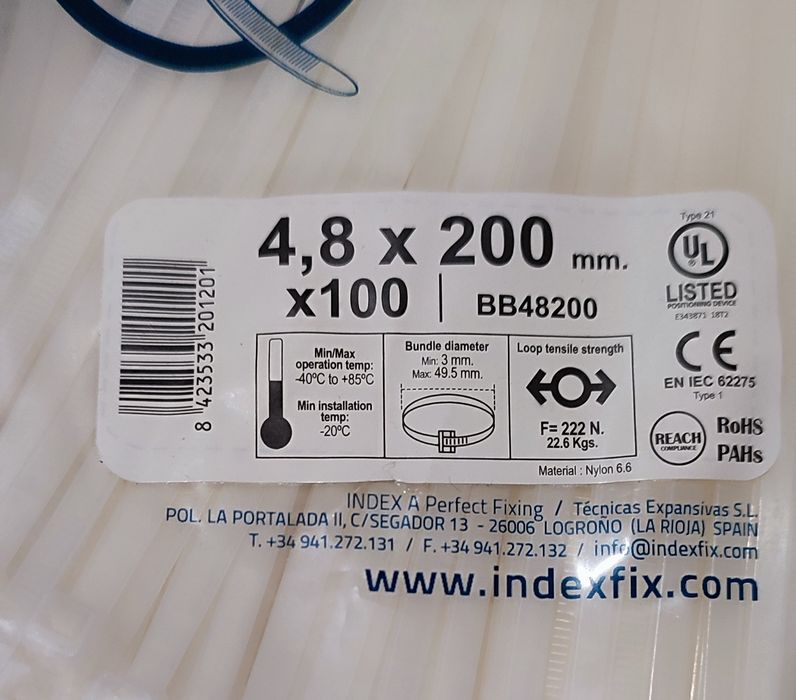 4,8 x 200 mm.
x100 | BB48200
8 423533 201201
Min/Max
operation temp:
-40ºC to +85ºC
Min installation
temp:
-20ºC
Bundle diameter
Min: 3 mm.
Max: 49.5 mm.
Loop tensile strength
F= 222 N.
22.6 Kgs.
Material : Nylon 6.6
Type 21
UL
®
LISTED
POSITIONING DEVICE
E343871 18T2
CE
EN IEC 62275
Type 1
REACH
COMPLIANCE
RoHS
PAHs
INDEX A Perfect Fixing / Técnicas Expansivas S.L.
POL. LA PORTALADA II, C/SEGADOR 13 - 26006 LOGROÑO (LA RIOJA) SPAIN
T. +34 941.272.131 / F. +34 941.272.132 / info@indexfix.com
www.indexfix.com